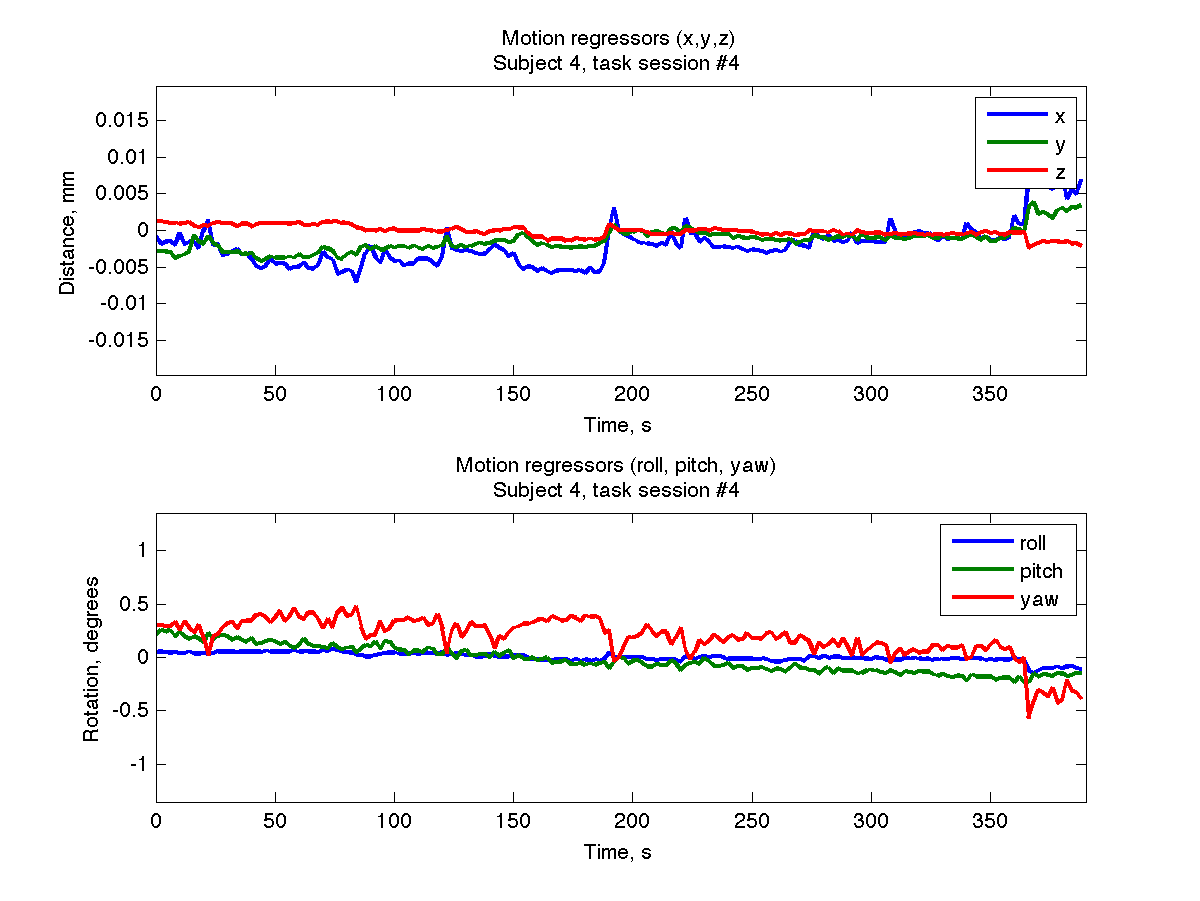 Motion regressors (x,y,z)
Subject 4, task session #4
Distance, mm
0.015
0.01
0.005
0
-0.005
-0.01
-0.015
x
y
z
0 50 100 150 200 250 300 350
Time, s
Motion regressors (roll, pitch, yaw)
Subject 4, task session #4
Rotation, degrees
1
0.5
0
-0.5
-1
roll
pitch
yaw
0 50 100 150 200 250 300 350
Time, s